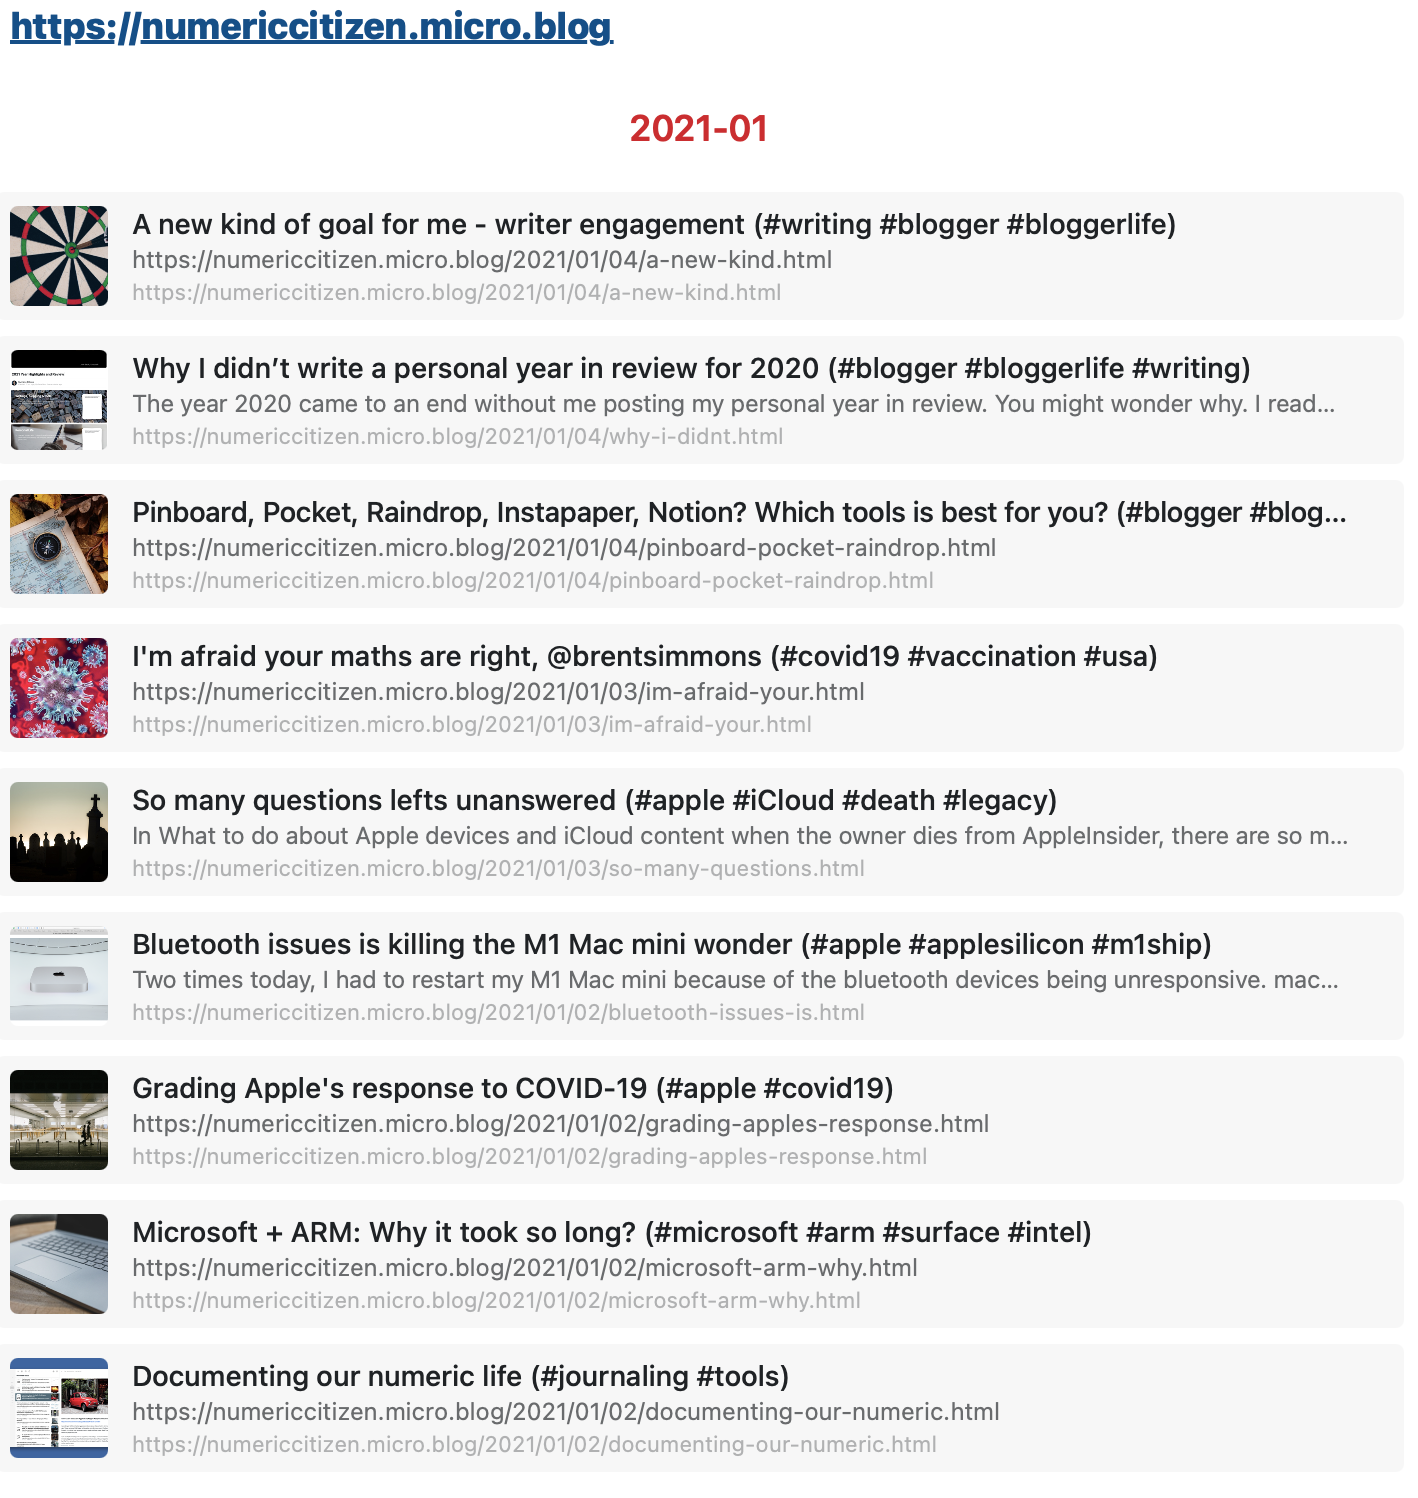 https://numericcitizen.micro.blog
2021-01
A new kind of goal for me - writer engagement (#writing #blogger #bloggerlife)
https://numericcitizen.micro.blog/2021/01/04/a-new-kind.html
https://numericcitizen.micro.blog/2021/01/04/a-new-kind.html
Why I didn’t write a personal year in review for 2020 (#blogger #bloggerlife #writing)
The year 2020 came to an end without me posting my personal year in review. You might wonder why. I read...
https://numericcitizen.micro.blog/2021/01/04/why-i-didnt.html
Pinboard, Pocket, Raindrop, Instapaper, Notion? Which tools is best for you? (#blogger #blog...
https://numericcitizen.micro.blog/2021/01/04/pinboard-pocket-raindrop.html
https://numericcitizen.micro.blog/2021/01/04/pinboard-pocket-raindrop.html
I'm afraid your maths are right, @brentsimmons (#covid19 #vaccination #usa)
https://numericcitizen.micro.blog/2021/01/03/im-afraid-your.html
https://numericcitizen.micro.blog/2021/01/03/im-afraid-your.html
So many questions lefts unanswered (#apple #iCloud #death #legacy)
In What to do about Apple devices and iCloud content when the owner dies from AppleInsider, there are so m...
https://numericcitizen.micro.blog/2021/01/03/so-many-questions.html
Bluetooth issues is killing the M1 Mac mini wonder (#apple #applesilicon #m1ship)
Two times today, I had to restart my M1 Mac mini because of the bluetooth devices being unresponsive. mac...
https://numericcitizen.micro.blog/2021/01/02/bluetooth-issues-is.html
Grading Apple's response to COVID-19 (#apple #covid19)
https://numericcitizen.micro.blog/2021/01/02/grading-apples-response.html
https://numericcitizen.micro.blog/2021/01/02/grading-apples-response.html
Microsoft + ARM: Why it took so long? (#microsoft #arm #surface #intel)
https://numericcitizen.micro.blog/2021/01/02/microsoft-arm-why.html
https://numericcitizen.micro.blog/2021/01/02/microsoft-arm-why.html
Documenting our numeric life (#journaling #tools)
https://numericcitizen.micro.blog/2021/01/02/documenting-our-numeric.html
https://numericcitizen.micro.blog/2021/01/02/documenting-our-numeric.html